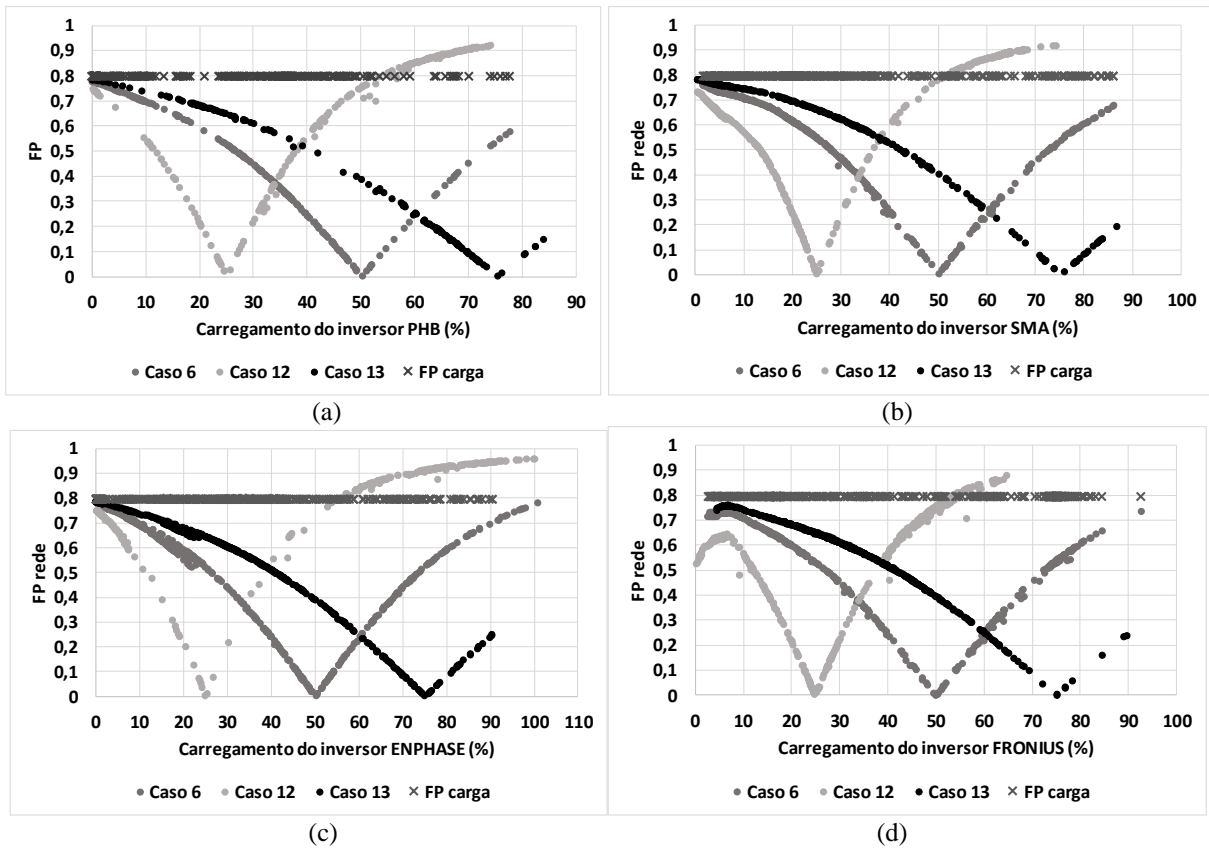 1
0,9
0,8
0,7
0,6
0,5
0,4
0,3
0,2
0,1
0
FP
0 10 20 30 40 50 60 70 80 90
Carregamento do inversor PHB (%)
Caso 6 Caso 12 Caso 13 × FP carga
(a)
1
0,9
0,8
0,7
0,6
0,5
0,4
0,3
0,2
0,1
0
FP rede
0 10 20 30 40 50 60 70 80 90 100
Carregamento do inversor SMA (%)
Caso 6 Caso 12 Caso 13 × FP carga
(b)
1
0,9
0,8
0,7
0,6
0,5
0,4
0,3
0,2
0,1
0
FP rede
0 10 20 30 40 50 60 70 80 90 100 110
Carregamento do inversor ENPHASE (%)
Caso 6 Caso 12 Caso 13 × FP carga
(c)
1
0,9
0,8
0,7
0,6
0,5
0,4
0,3
0,2
0,1
0
FP rede
0 10 20 30 40 50 60 70 80 90 100
Carregamento do inversor FRONIUS (%)
Caso 6 Caso 12 Caso 13 × FP carga
(d)